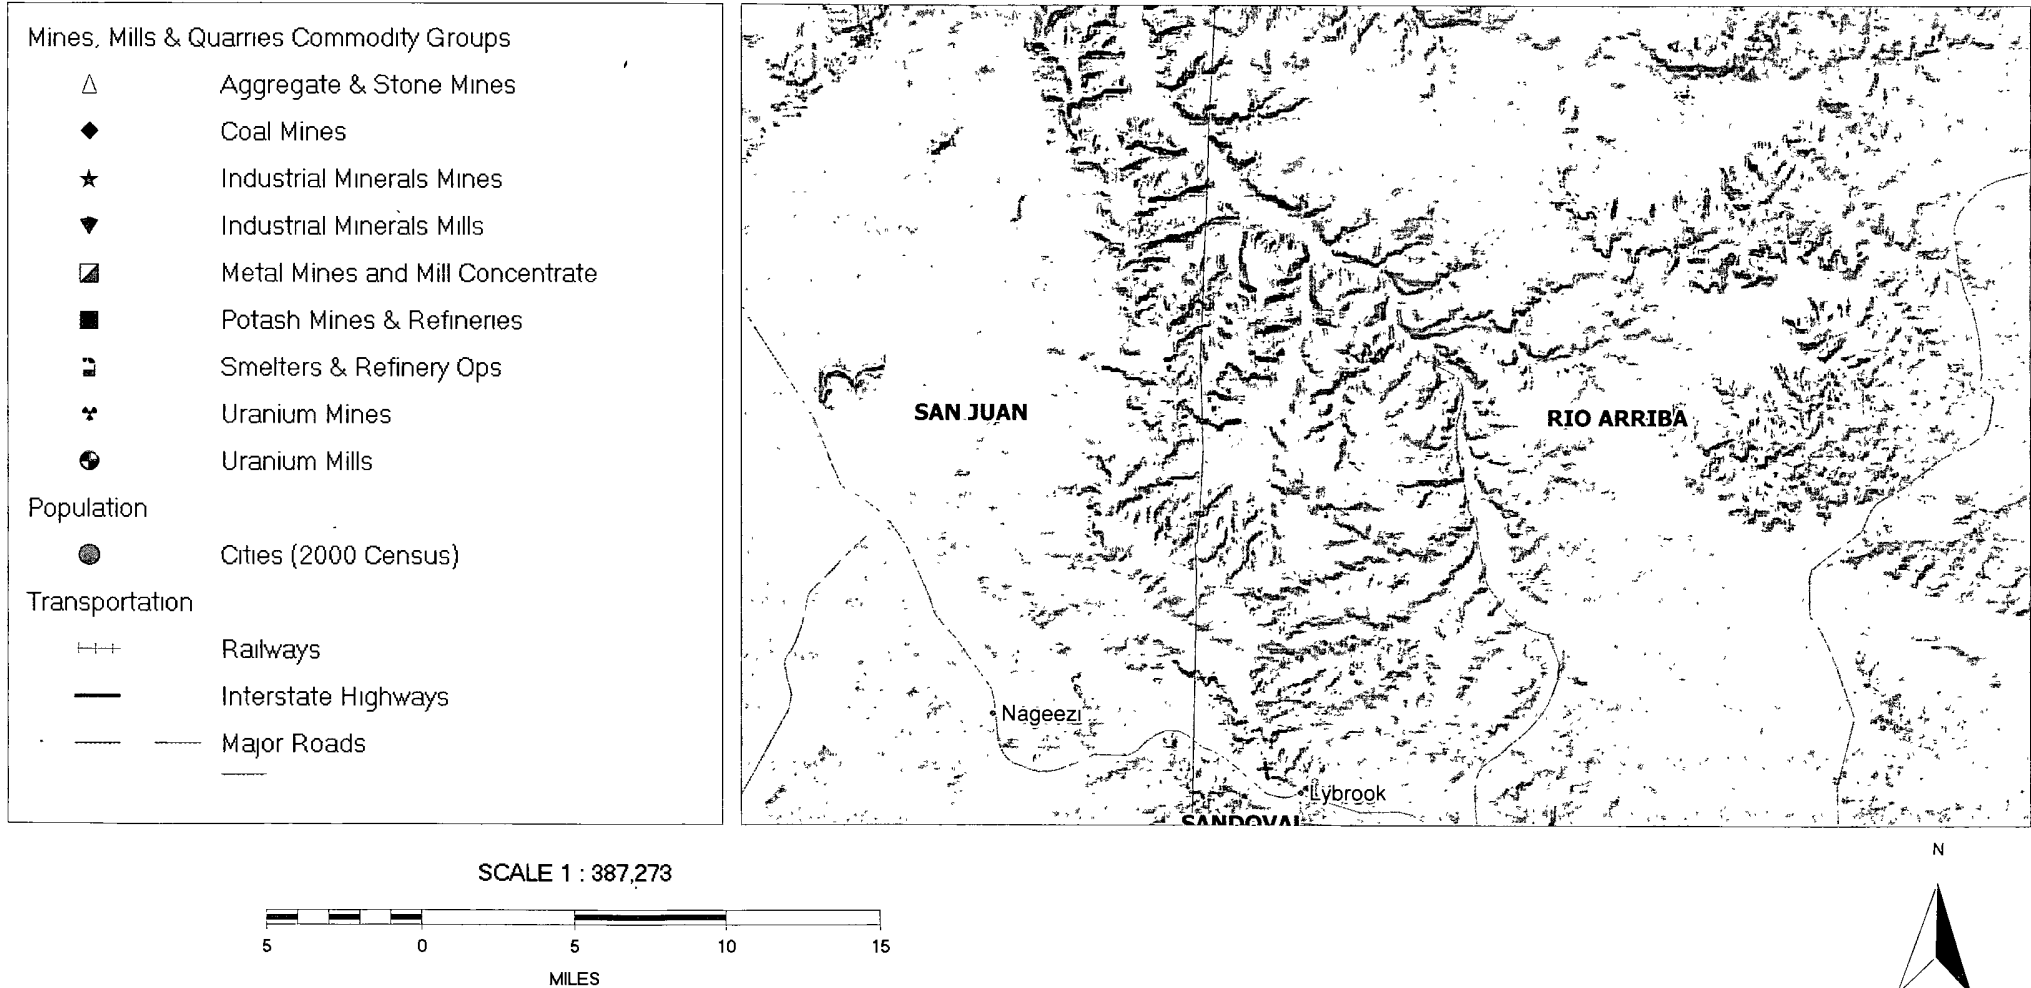 Mines, Mills & Quarries Commodity Groups
Aggregate & Stone Mines
Coal Mines
Industrial Minerals Mines
Industrial Minerals Mills
Metal Mines and Mill Concentrate
Potash Mines & Refineries
Smelters & Refinery Ops
Uranium Mines
Uranium Mills
Population
Cities (2000 Census)
Transportation
Railways
Interstate Highways
Major Roads
SAN JUAN
RIO ARRIBA
Nageezi
Lybrook
SANDOVAL
SCALE 1 : 387,273
5 0 5 10 15
MILES
N